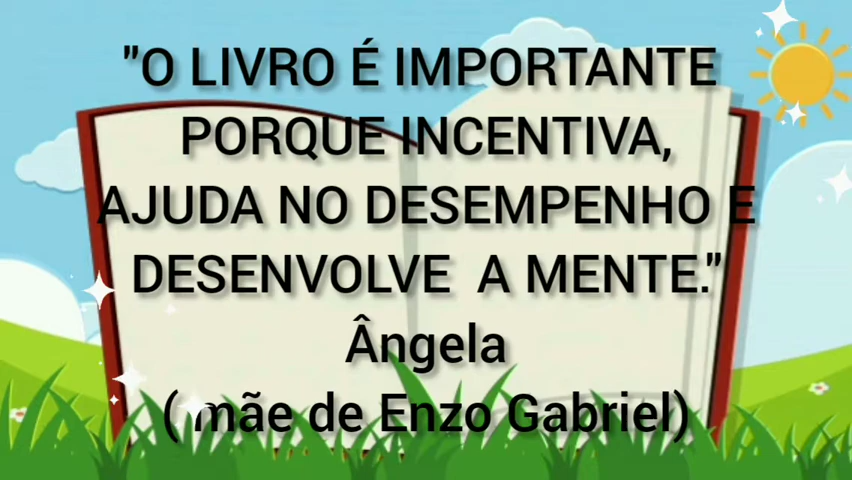 "O LIVRO É IMPORTANTE
PORQUE INCENTIVA,
AJUDA NO DESEMPENHO E
DESENVOLVE A MENTE."
Ângela
( mãe de Enzo Gabriel)